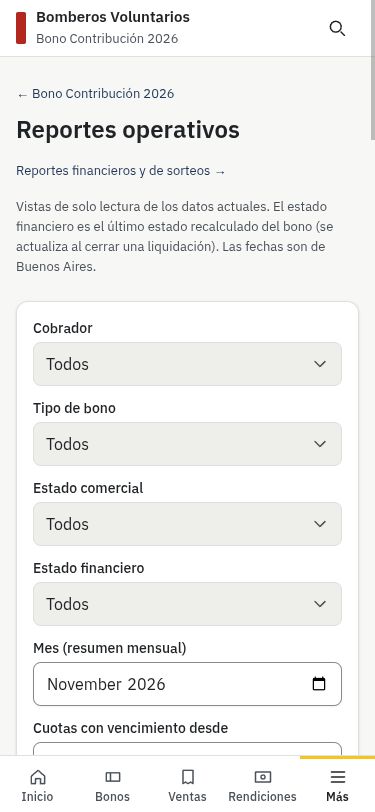 Bomberos Voluntarios
Bono Contribución 2026
← Bono Contribución 2026
Reportes operativos
Reportes financieros y de sorteos →
Vistas de solo lectura de los datos actuales. El estado
financiero es el último estado recalculado del bono (se
actualiza al cerrar una liquidación). Las fechas son de
Buenos Aires.
Cobrador
Todos
Tipo de bono
Todos
Estado comercial
Todos
Estado financiero
Todos
Mes (resumen mensual)
November 2026
Cuotas con vencimiento desde
Inicio
Bonos
Ventas
Rendiciones
Más